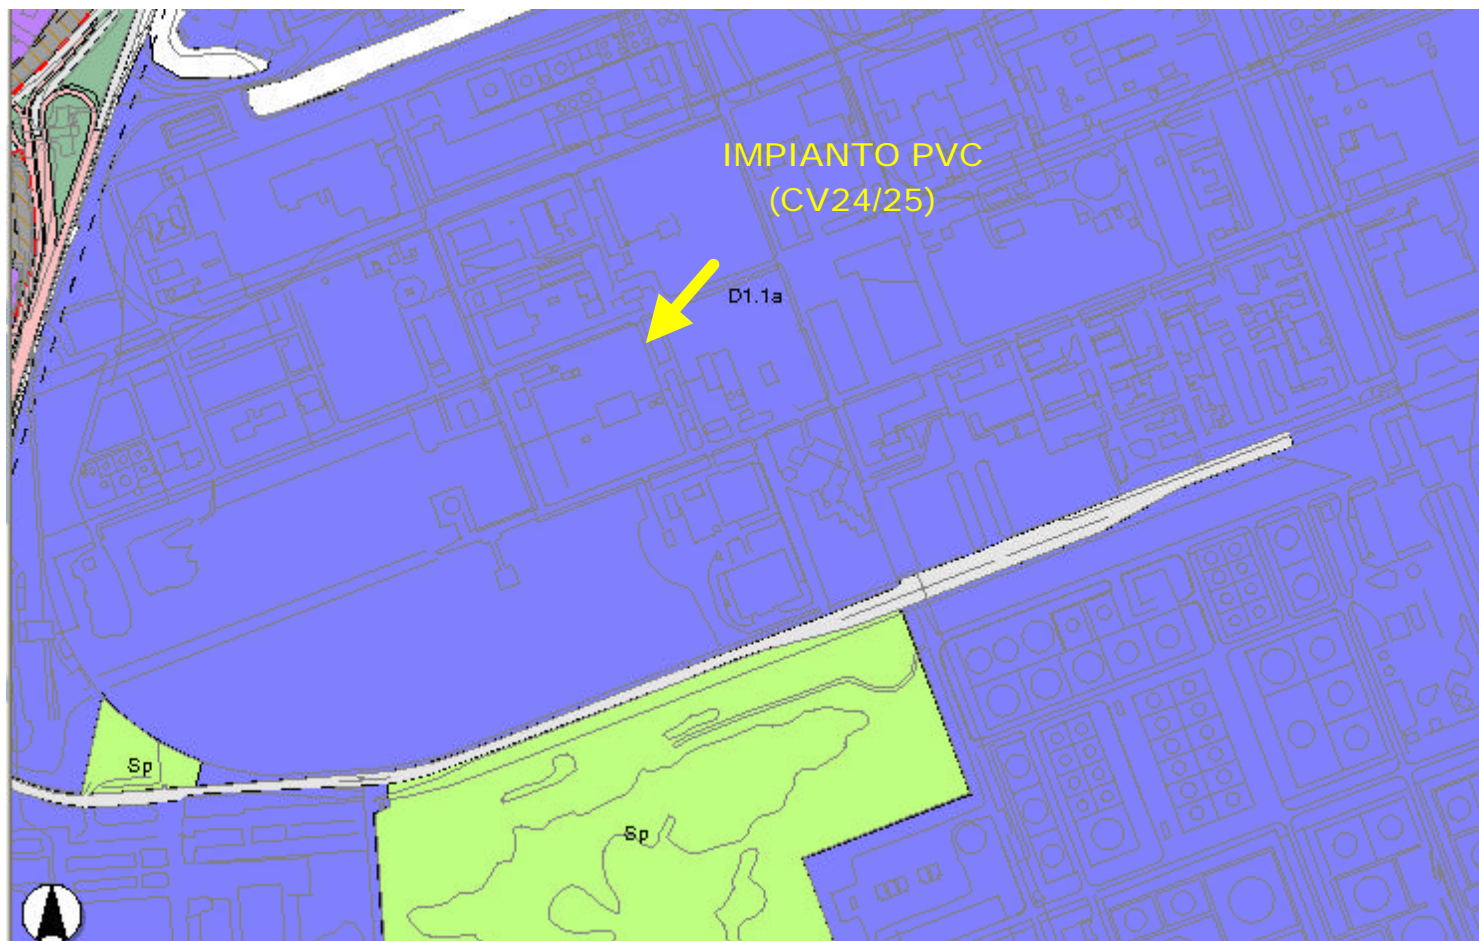 IMPIANTO PVC
(CV24/25)
D1.1a
Sp
Sp